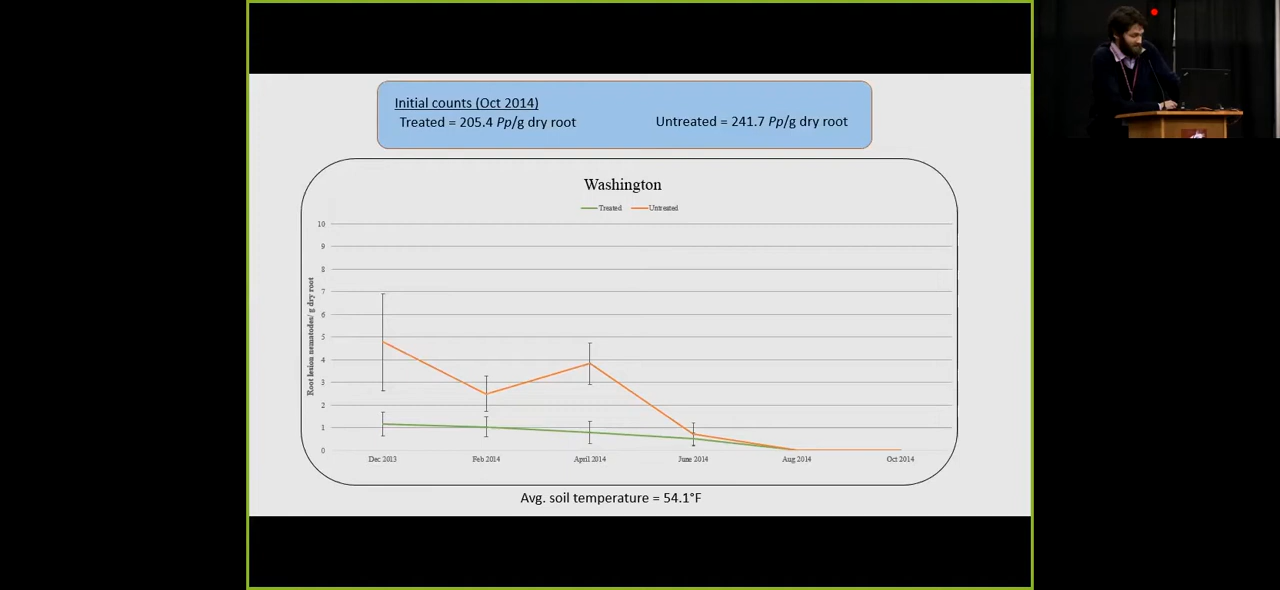 Initial counts (Oct 2014)
Treated = 205.4 Pp/g dry root
Untreated = 241.7 Pp/g dry root
Washington
Treated
Untreated
10
9
8
7
6
5
4
3
2
1
0
Root lesion nematodes/ g dry root
Dec 2013
Feb 2014
April 2014
June 2014
Aug 2014
Oct 2014
Avg. soil temperature = 54.1°F